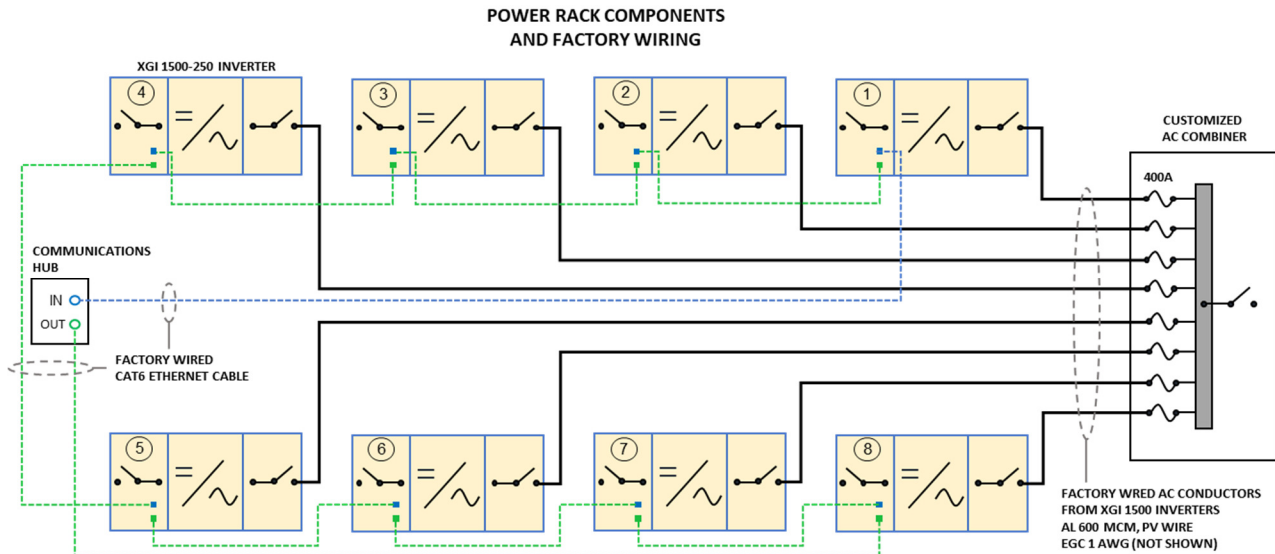 POWER RACK COMPONENTS
AND FACTORY WIRING
XGI 1500-250 INVERTER
4
3
2
1
CUSTOMIZED
AC COMBINER
400A
COMMUNICATIONS
HUB
IN
OUT
FACTORY WIRED
CAT6 ETHERNET CABLE
5
6
7
8
FACTORY WRED AC CONDUCTORS
FROM XGI 1500 INVERTERS
AL 600 MCM, PV WIRE
EGC 1 AWG (NOT SHOWN)